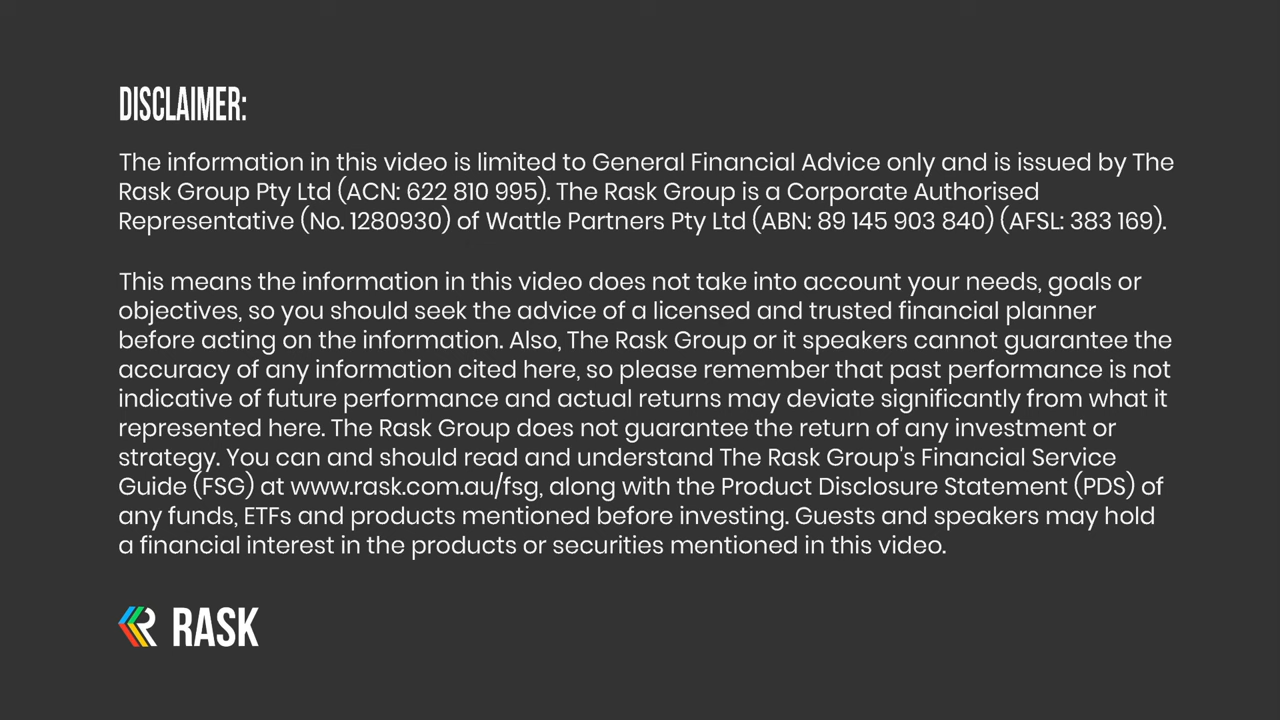 DISCLAIMER:
The information in this video is limited to General Financial Advice only and is issued by The
Rask Group Pty Ltd (ACN: 622 810 995). The Rask Group is a Corporate Authorised
Representative (No. 1280930) of Wattle Partners Pty Ltd (ABN: 89 145 903 840) (AFSL: 383 169).
This means the information in this video does not take into account your needs, goals or
objectives, so you should seek the advice of a licensed and trusted financial planner
before acting on the information. Also, The Rask Group or it speakers cannot guarantee the
accuracy of any information cited here, so please remember that past performance is not
indicative of future performance and actual returns may deviate significantly from what it
represented here. The Rask Group does not guarantee the return of any investment or
strategy. You can and should read and understand The Rask Group's Financial Service
Guide (FSG) at www.rask.com.au/fsg, along with the Product Disclosure Statement (PDS) of
any funds, ETFs and products mentioned before investing. Guests and speakers may hold
a financial interest in the products or securities mentioned in this video.
RASK